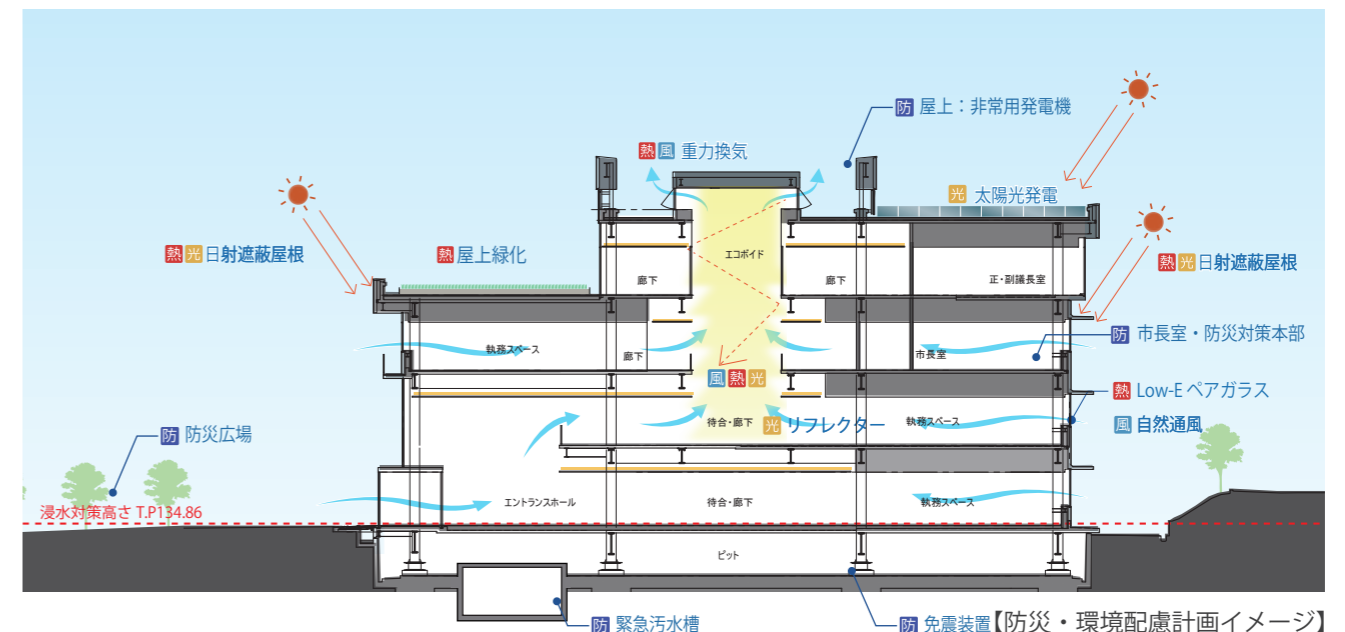 防 屋上：非常用発電機
熱 風 重力換気
光 太陽光発電
熱 光 日射遮蔽屋根
熱 屋上緑化
エコボイド
熱 光 日射遮蔽屋根
廊下
廊下
正・副議長室
防 市長室・防災対策本部
執務スペース
廊下
市長室
風 熱 光
熱 Low-E ペアガラス
待合・廊下
光 リフレクター
執務スペース
風 自然通風
防 防災広場
浸水対策高さ T.P134.86
エントランスホール
待合・廊下
執務スペース
ピット
防 緊急汚水槽
防 免震装置
【防災・環境配慮計画イメージ】